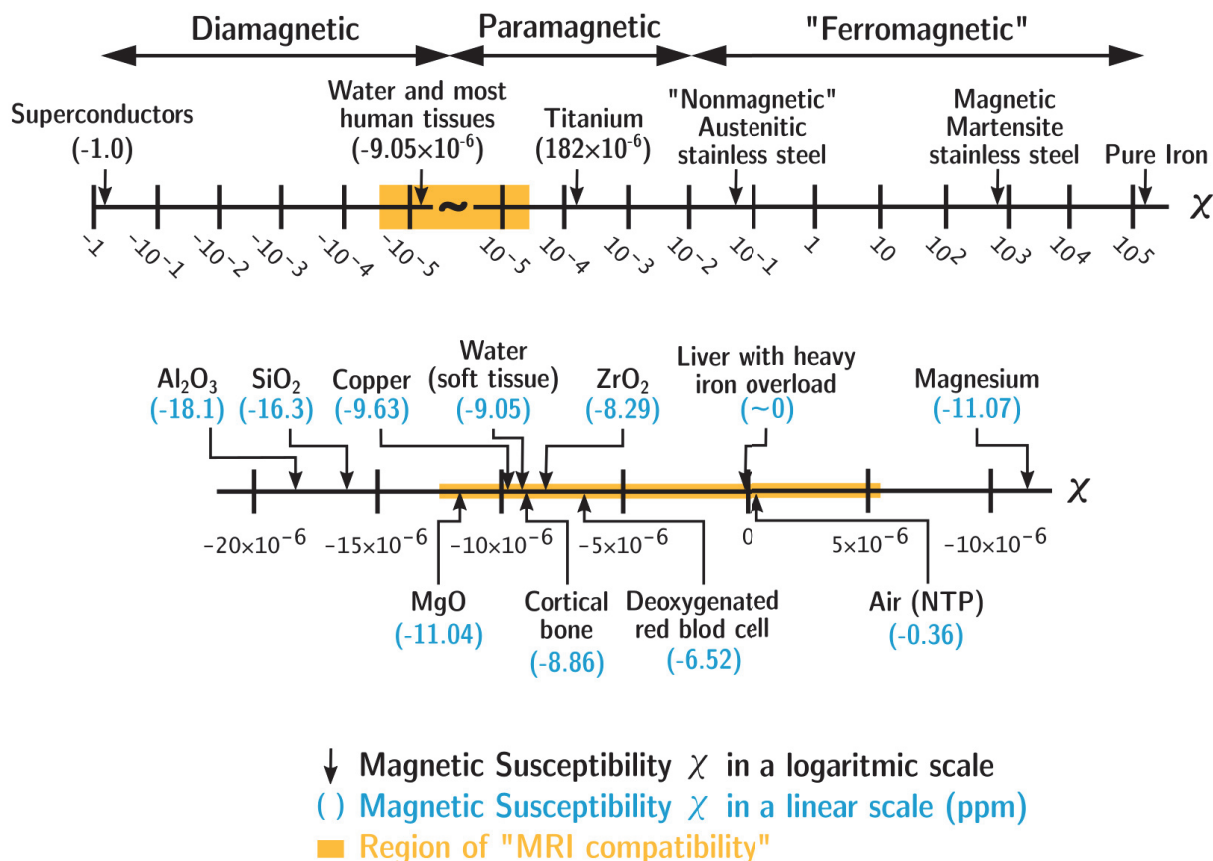 Diamagnetic Paramagnetic "Ferromagnetic"
Superconductors
(-1.0)
Water and most
human tissues
(-9.05×10⁻⁶)
Titanium
(182×10⁻⁶)
"Nonmagnetic"
Austenitic
stainless steel
Magnetic
Martensite
stainless steel
Pure Iron
~
χ
-1 -10⁻¹ -10⁻² -10⁻³ -10⁻⁴ -10⁻⁵ 10⁻⁵ 10⁻⁴ 10⁻³ 10⁻² 10⁻¹ 1 10 10² 10³ 10⁴ 10⁵
Al₂O₃
(-18.1)
SiO₂
(-16.3)
Copper
(-9.63)
Water
(soft tissue)
(-9.05)
ZrO₂
(-8.29)
Liver with heavy
iron overload
(~0)
Magnesium
(-11.07)
χ
-20×10⁻⁶ -15×10⁻⁶ -10×10⁻⁶ -5×10⁻⁶ 0 5×10⁻⁶ -10×10⁻⁶
MgO
(-11.04)
Cortical
bone
(-8.86)
Deoxygenated
red blod cell
(-6.52)
Air (NTP)
(-0.36)
Magnetic Susceptibility χ in a logaritmic scale
( ) Magnetic Susceptibility χ in a linear scale (ppm)
Region of "MRI compatibility"